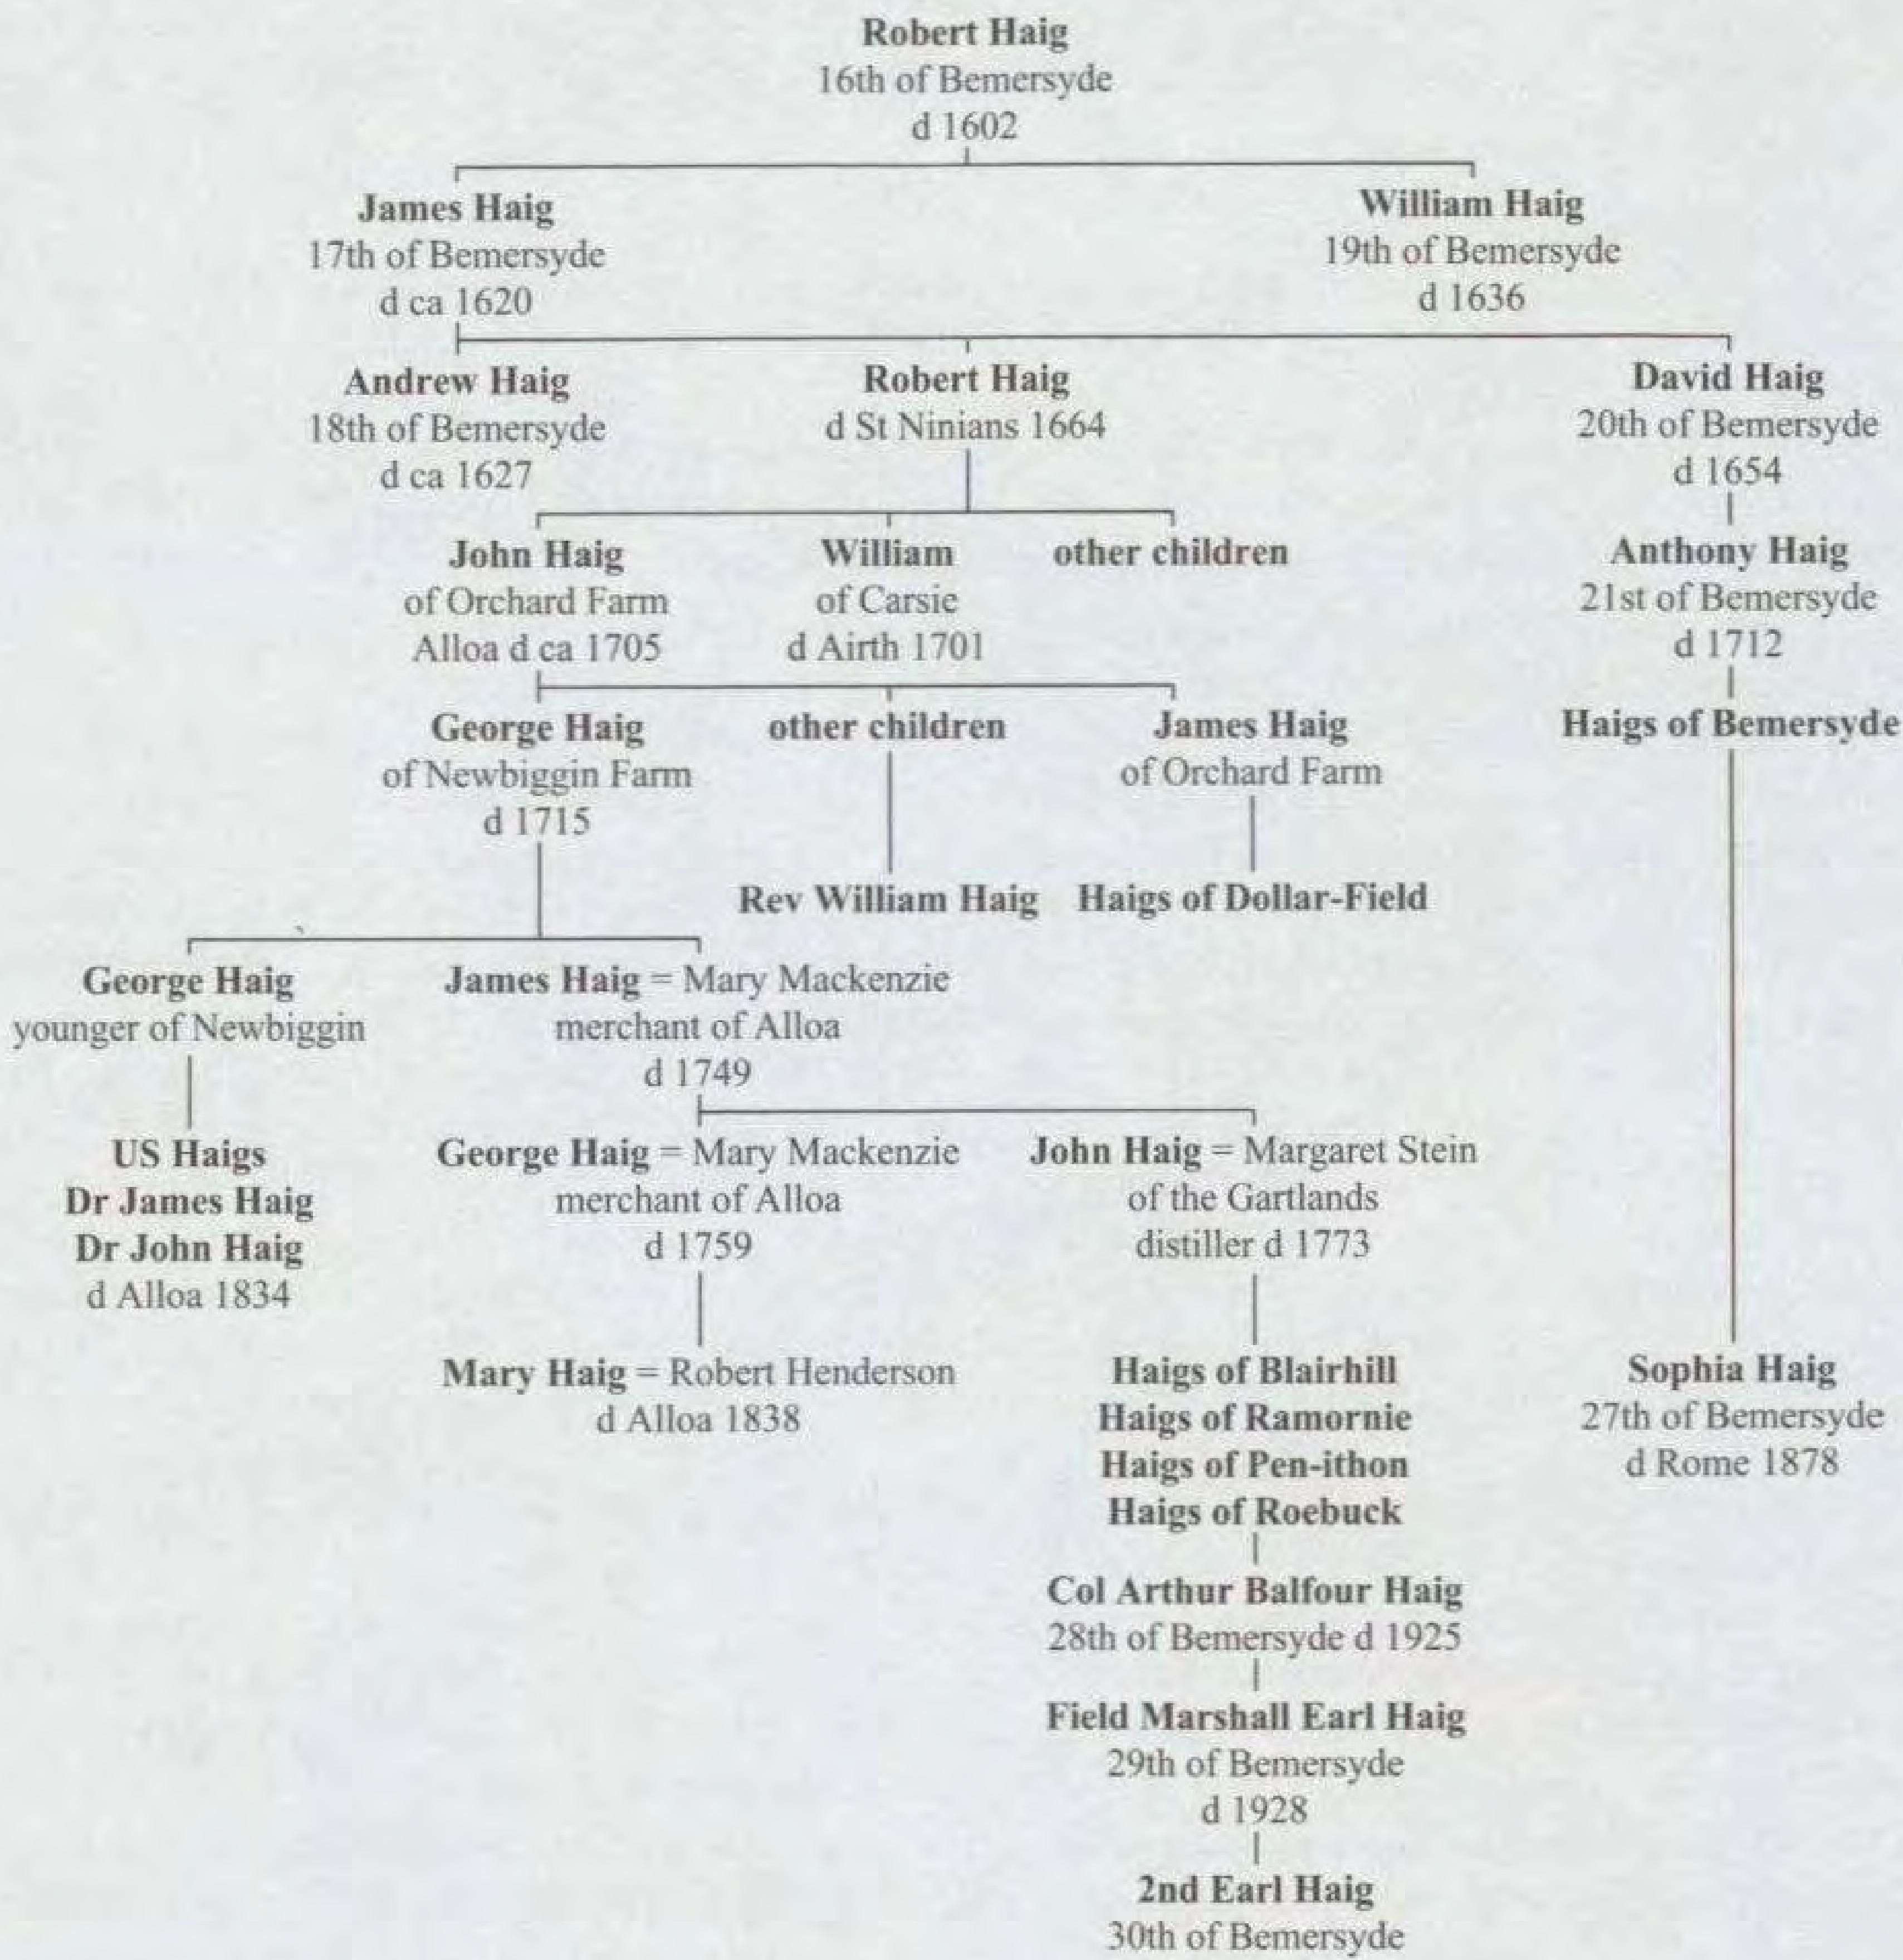 Robert Haig
16th of Bemersyde
d 1602
James Haig
17th of Bemersyde
d ca 1620
William Haig
19th of Bemersyde
d 1636
Andrew Haig
18th of Bemersyde
d ca 1627
Robert Haig
d St Ninians 1664
David Haig
20th of Bemersyde
d 1654
John Haig
of Orchard Farm
Alloa d ca 1705
William
of Carsie
d Airth 1701
other children
Anthony Haig
21st of Bemersyde
d 1712
George Haig
of Newbiggin Farm
d 1715
other children
James Haig
of Orchard Farm
Haigs of Bemersyde
Rev William Haig
Haigs of Dollar-Field
George Haig
younger of Newbiggin
James Haig = Mary Mackenzie
merchant of Alloa
d 1749
US Haigs
Dr James Haig
Dr John Haig
d Alloa 1834
George Haig = Mary Mackenzie
merchant of Alloa
d 1759
John Haig = Margaret Stein
of the Gartlands
distiller d 1773
Mary Haig = Robert Henderson
d Alloa 1838
Haigs of Blairhill
Haigs of Ramornie
Haigs of Pen-ithon
Haigs of Roebuck
Sophia Haig
27th of Bemersyde
d Rome 1878
Col Arthur Balfour Haig
28th of Bemersyde d 1925
Field Marshall Earl Haig
29th of Bemersyde
d 1928
2nd Earl Haig
30th of Bemersyde